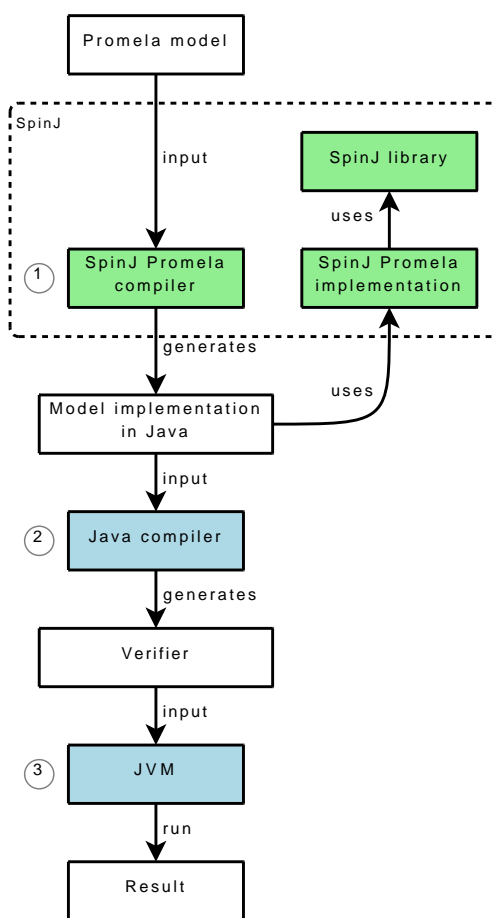 Promela model
SpinJ
input
SpinJ library
uses
1
SpinJ Promela
compiler
SpinJ Promela
implementation
generates
Model implementation
in Java
uses
input
2
Java compiler
generates
Verifier
input
3
JVM
run
Result